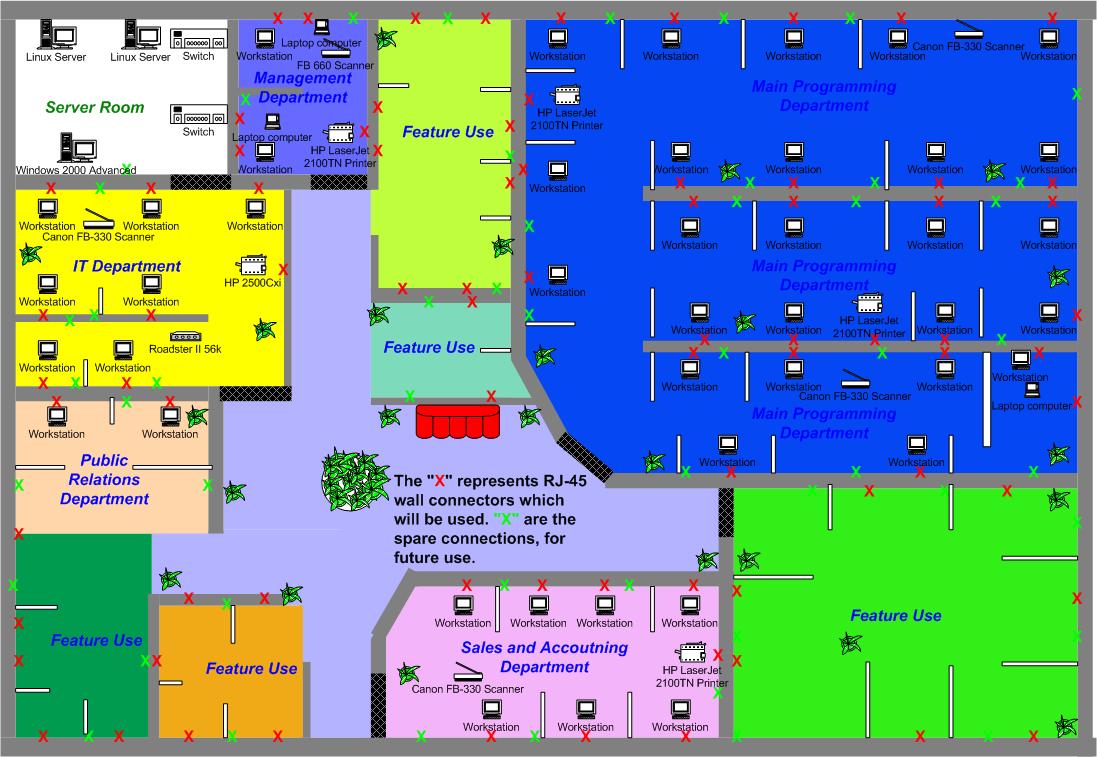 Linux Server
Linux Server
Switch
Server Room
Switch
Windows 2000 Advanced
Workstation
Laptop computer
FB 660 Scanner
Management
Department
Laptop computer
HP LaserJet
2100TN Printer
Workstation
Feature Use
Workstation
Workstation
Workstation
Workstation
Canon FB-330 Scanner
Workstation
Main Programming
Department
HP LaserJet
2100TN Printer
Workstation
Workstation
Workstation
Workstation
Workstation
Workstation
Workstation
Workstation
Workstation
Main Programming
Department
Workstation
HP LaserJet
2100TN Printer
Workstation
Workstation
Workstation
Workstation
Workstation
Workstation
Workstation
Canon FB-330 Scanner
Workstation
Workstation
Laptop computer
Main Programming
Department
Workstation
Workstation
Workstation
Workstation
Workstation
Canon FB-330 Scanner
IT Department
HP 2500Cxi
Workstation
Workstation
Roadster II 56k
Workstation
Workstation
Feature Use
Workstation
Workstation
Public
Relations
Department
The "X" represents RJ-45
wall connectors which
will be used. "X" are the
spare connections, for
future use.
Feature Use
Feature Use
Workstation
Workstation
Workstation
Workstation
Sales and Accoutning
Department
HP LaserJet
2100TN Printer
Canon FB-330 Scanner
Workstation
Workstation
Workstation
Feature Use